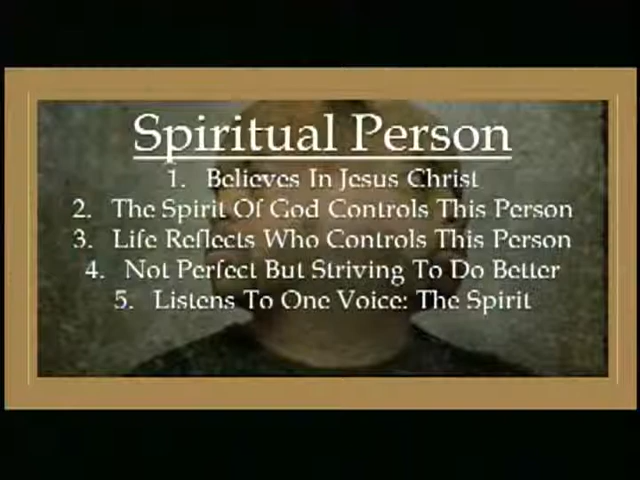 Spiritual Person
1. Believes In Jesus Christ
2. The Spirit Of God Controls This Person
3. Life Reflects Who Controls This Person
4. Not Perfect But Striving To Do Better
5. Listens To One Voice: The Spirit